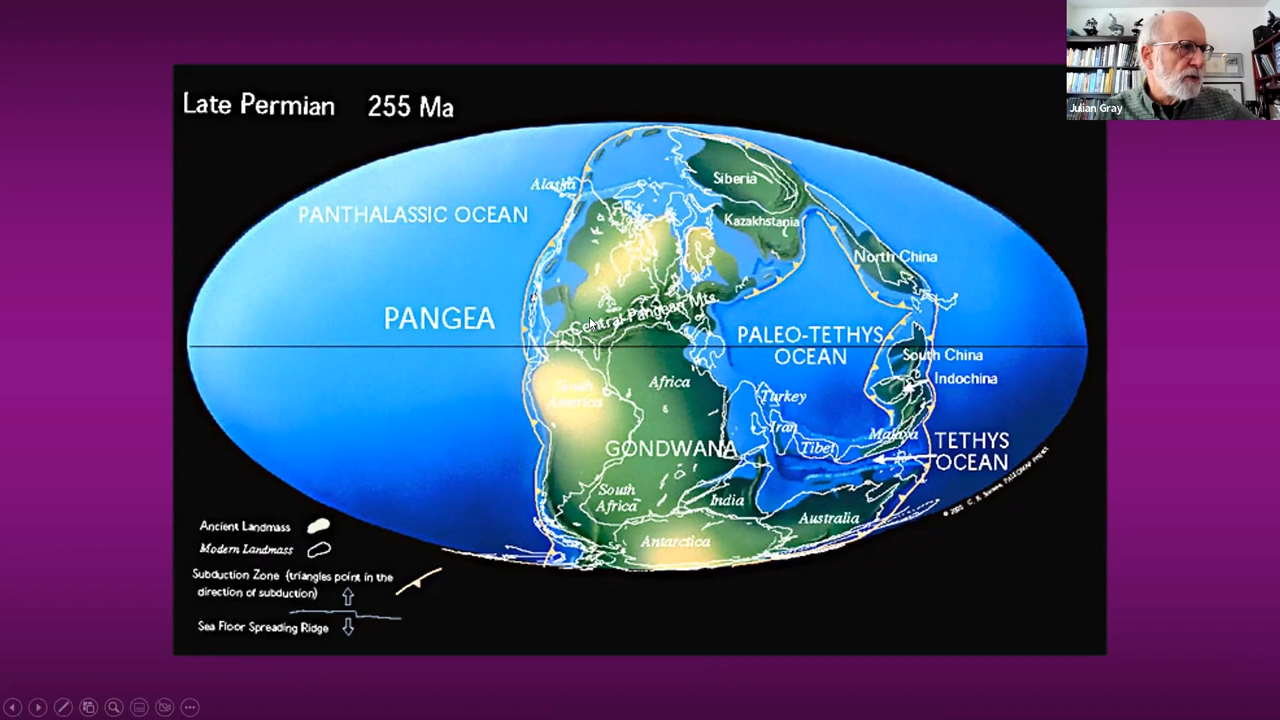 Julian Gray
Late Permian 255 Ma
Alaska
Siberia
PANTHALASSIC OCEAN
Kazakhstania
North China
Central Pangean Mts.
PANGEA
PALEO-TETHYS
OCEAN
South China
Indochina
South
America
Africa
Turkey
Iran
Malaya
GONDWANA
Tibet
TETHYS
OCEAN
South
Africa
India
Australia
Antarctica
Ancient Landmass
Modern Landmass
Subduction Zone (triangles point in the
direction of subduction)
Sea Floor Spreading Ridge